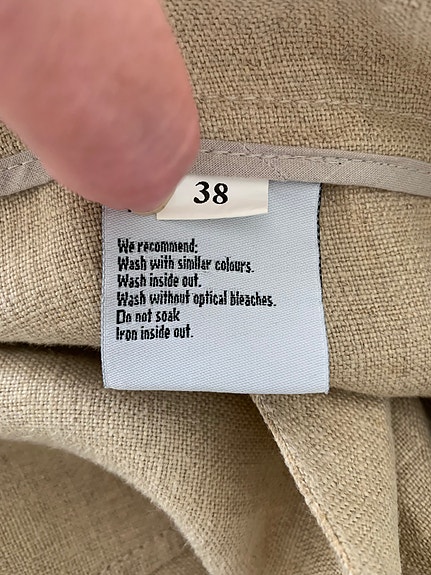 38
We recommend:
Wash with similar colours.
Wash inside out.
Wash without optical bleaches.
Do not soak
Iron inside out.